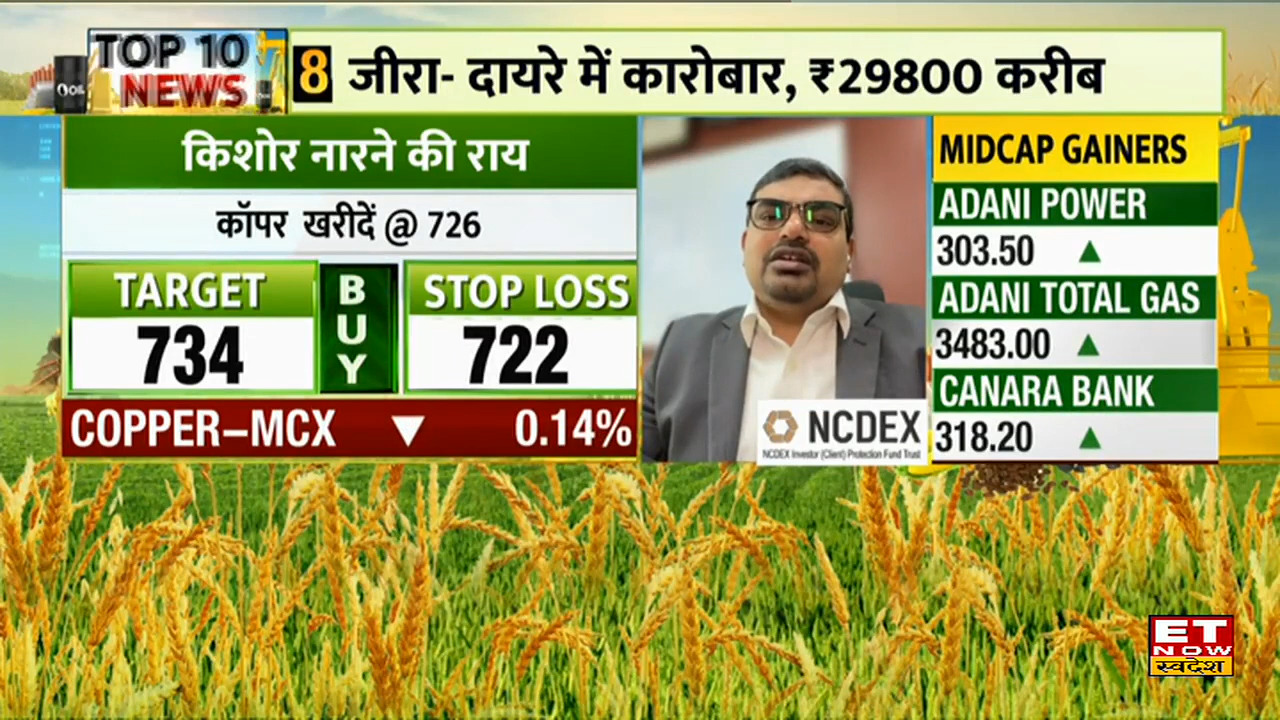 TOP 10
NEWS
OIL
8 जीरा- दायरे में कारोबार, ₹29800 करीब
किशोर नारने की राय
कॉपर खरीदें @ 726
TARGET
734
BUY
STOP LOSS
722
COPPER–MCX ▼ 0.14%
NCDEX
NCDEX Investor (Client) Protection Fund Trust
MIDCAP GAINERS
ADANI POWER
303.50 ▲
ADANI TOTAL GAS
3483.00 ▲
CANARA BANK
318.20 ▲
ET
NOW
स्वदेश